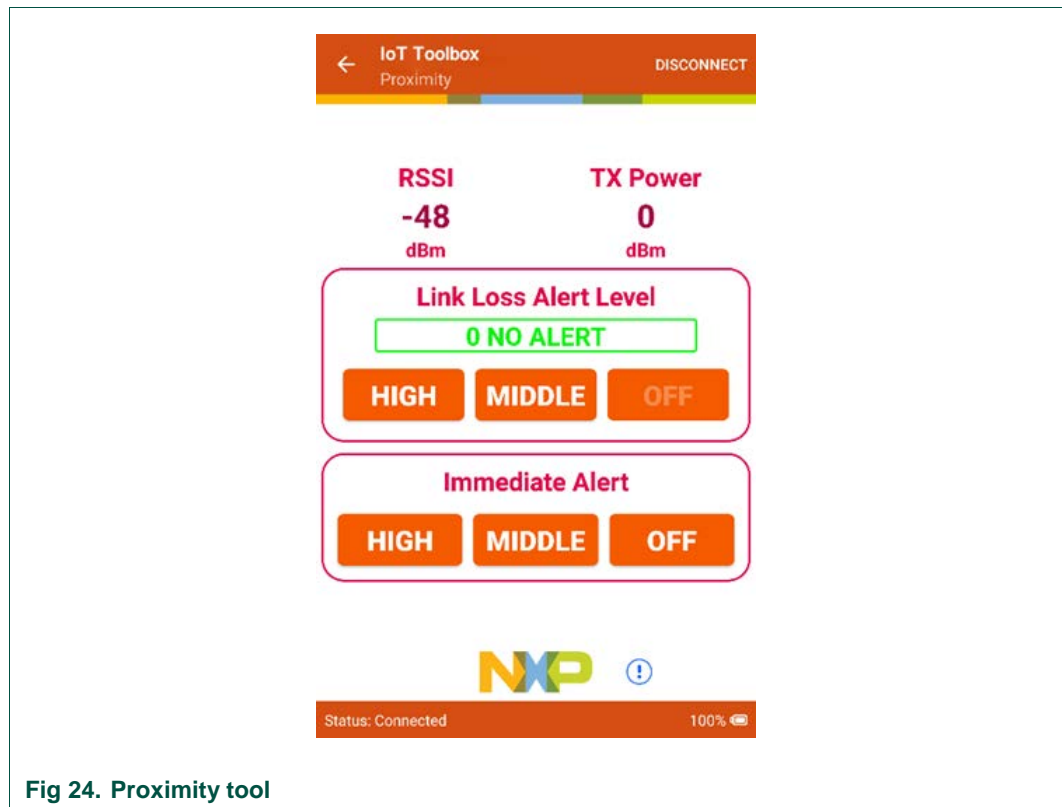 IoT Toolbox
Proximity
DISCONNECT
RSSI
TX Power
-48
0
dBm
dBm
Link Loss Alert Level
0 NO ALERT
HIGH
MIDDLE
OFF
Immediate Alert
HIGH
MIDDLE
OFF
NXP
Status: Connected
100%
Fig 24. Proximity tool